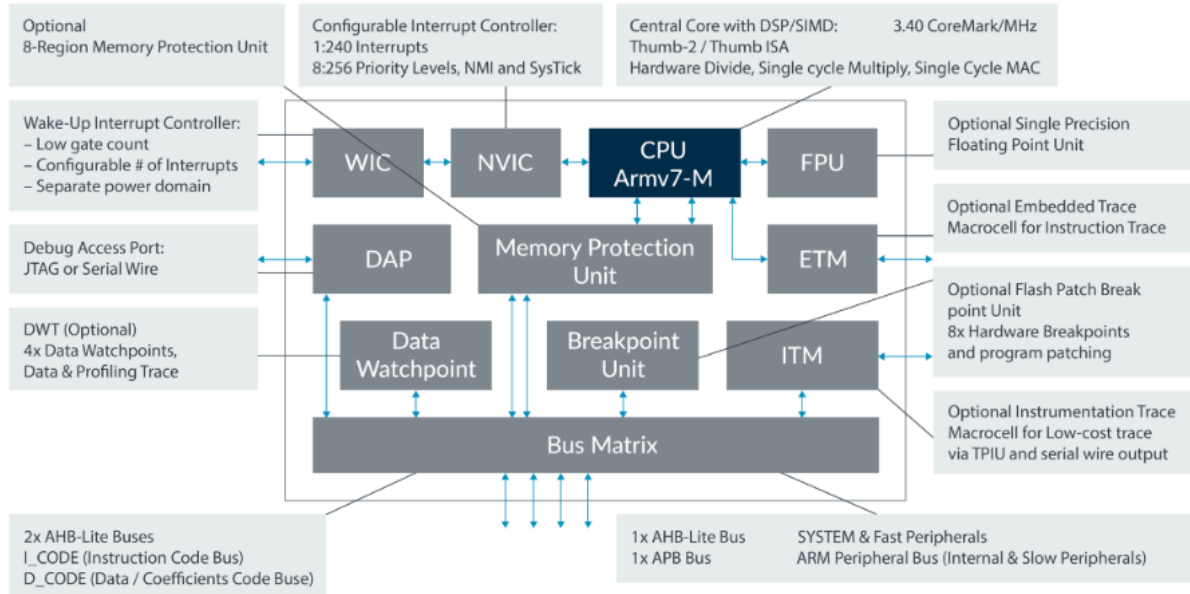 Optional
8-Region Memory Protection Unit
Configurable Interrupt Controller:
1:240 Interrupts
8:256 Priority Levels, NMI and SysTick
Central Core with DSP/SIMD: 3.40 CoreMark/MHz
Thumb-2 / Thumb ISA
Hardware Divide, Single cycle Multiply, Single Cycle MAC
Wake-Up Interrupt Controller:
– Low gate count
– Configurable # of Interrupts
– Separate power domain
WIC
NVIC
CPU
Armv7-M
FPU
Optional Single Precision
Floating Point Unit
Debug Access Port:
JTAG or Serial Wire
DAP
Memory Protection
Unit
ETM
Optional Embedded Trace
Macrocell for Instruction Trace
DWT (Optional)
4x Data Watchpoints,
Data & Profiling Trace
Data
Watchpoint
Breakpoint
Unit
ITM
Optional Flash Patch Break
point Unit
8x Hardware Breakpoints
and program patching
Bus Matrix
Optional Instrumentation Trace
Macrocell for Low-cost trace
via TPIU and serial wire output
2x AHB-Lite Buses
I_CODE (Instruction Code Bus)
D_CODE (Data / Coefficients Code Buse)
1x AHB-Lite Bus SYSTEM & Fast Peripherals
1x APB Bus ARM Peripheral Bus (Internal & Slow Peripherals)